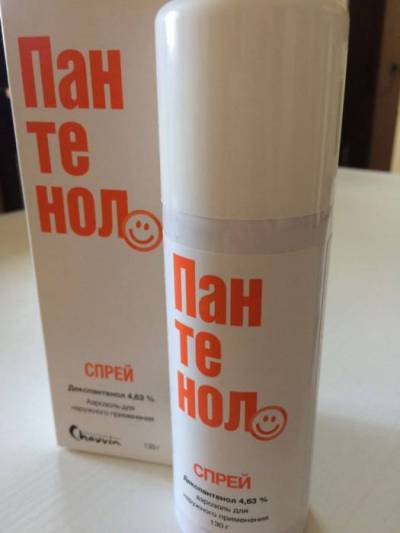 Пан
те
нол
СПРЕЙ
Декспантенол 4,63 %
Аэрозоль для
наружного применения
130 г
Пан
те
нол
СПРЕЙ
Декспантенол 4,63 %
аэрозоль для
наружного применения
130 г